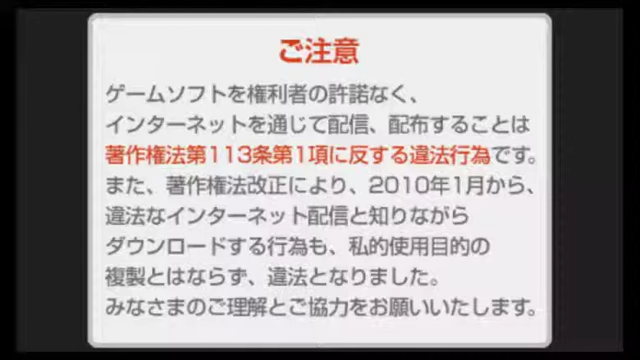 ご注意
ゲームソフトを権利者の許諾なく、
インターネットを通じて配信、配布することは
著作権法第113条第1項に反する違法行為です。
また、著作権法改正により、2010年1月から、
違法なインターネット配信と知りながら
ダウンロードする行為も、私的使用目的の
複製とはならず、違法となりました。
みなさまのご理解とご協力をお願いいたします。